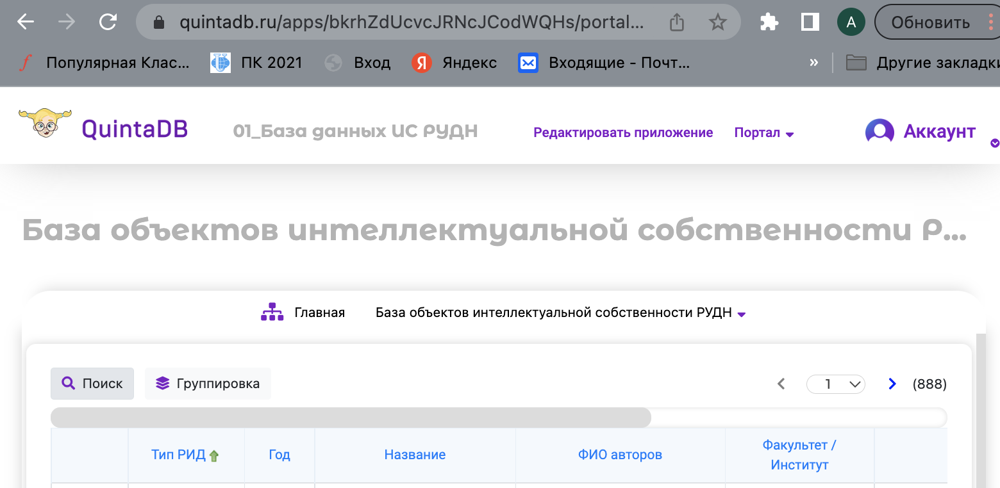 quintadb.ru/apps/bkrhZdUcvcJRNcJCodWQHs/portal...
A
Обновить
Популярная Клас...
ПК 2021
Вход
Яндекс
Входящие - Почт...
»
Другие закладки
QuintaDB
01_База данных ИС РУДН
Редактировать приложение
Портал
Аккаунт
База объектов интеллектуальной собственности Р...
Главная
База объектов интеллектуальной собственности РУДН
Поиск
Группировка
1
(888)
Тип РИД
Год
Название
ФИО авторов
Факультет /
Институт